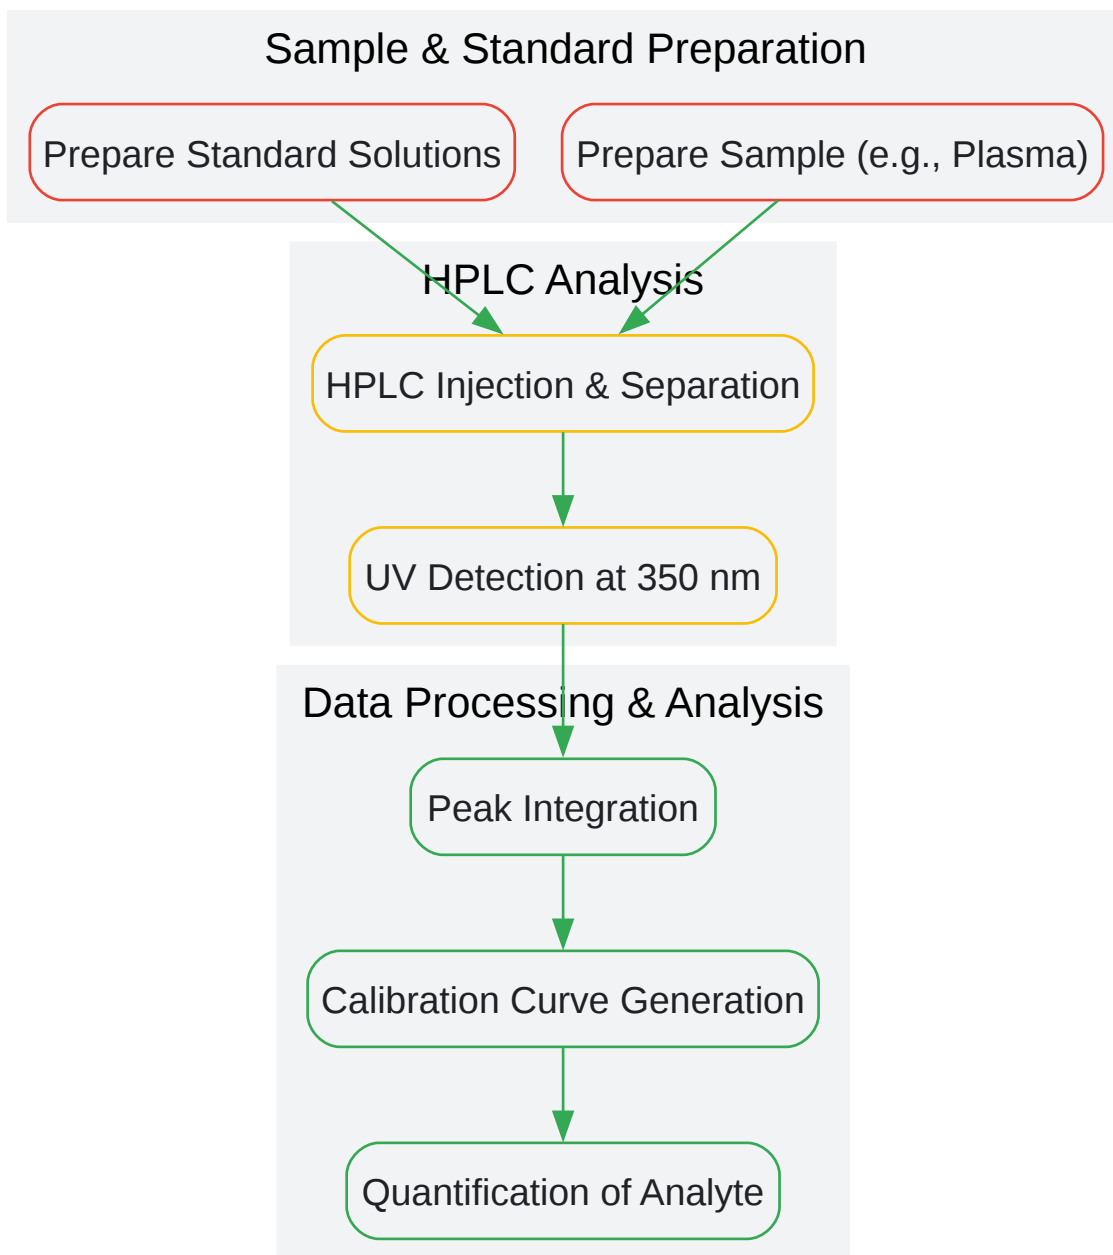 Sample & Standard Preparation
Prepare Standard Solutions
Prepare Sample (e.g., Plasma)
HPLC Analysis
HPLC Injection & Separation
UV Detection at 350 nm
Data Processing & Analysis
Peak Integration
Calibration Curve Generation
Quantification of Analyte